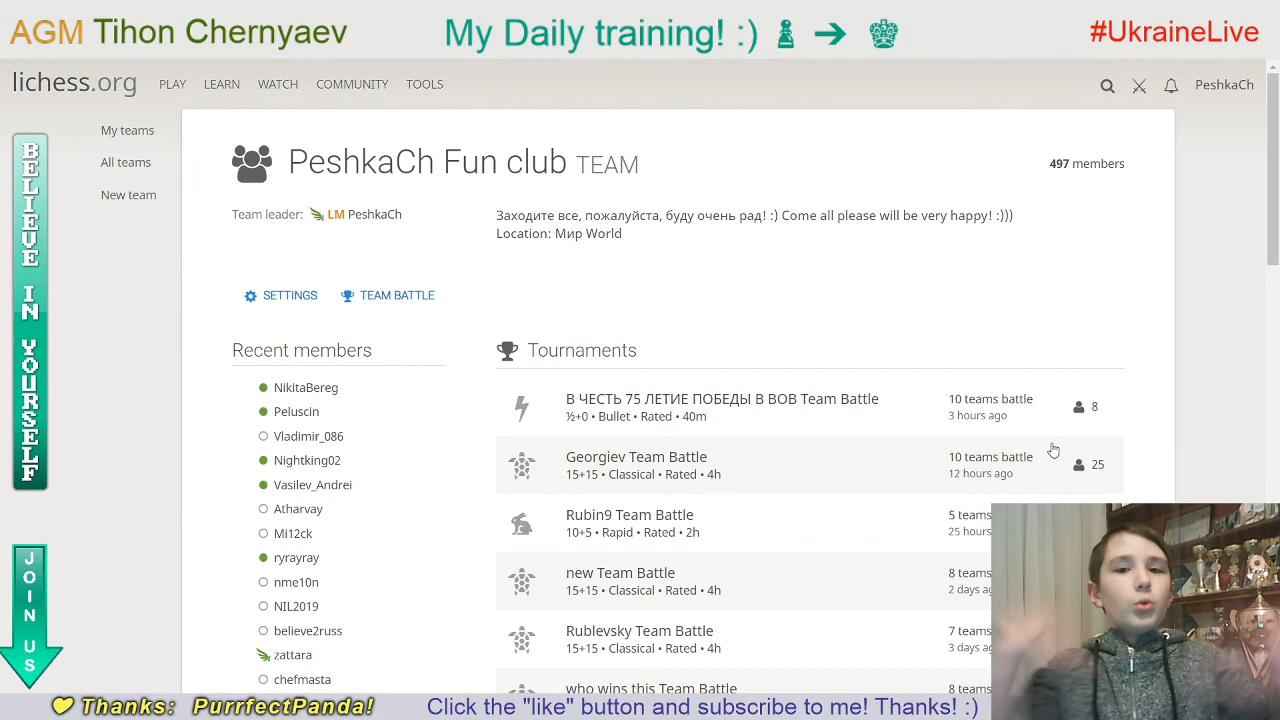 AGM Tihon Chernyaev
My Daily training! :)
#UkraineLive
lichess.org
PLAY
LEARN
WATCH
COMMUNITY
TOOLS
PeshkaCh
My teams
All teams
New team
BELIEVE IN YOURSELF
JOIN US
PeshkaCh Fun club TEAM
497 members
Team leader: LM PeshkaCh
Заходите все, пожалуйста, буду очень рад! :) Come all please will be very happy! :)))
Location: Мир World
SETTINGS
TEAM BATTLE
Recent members
NikitaBereg
Peluscin
Vladimir_086
Nightking02
Vasilev_Andrei
Atharvay
Mi12ck
ryrayray
nme10n
NIL2019
believe2russ
zattara
chefmasta
Tournaments
В ЧЕСТЬ 75 ЛЕТИЕ ПОБЕДЫ В ВОВ Team Battle
½+0 • Bullet • Rated • 40m
10 teams battle
3 hours ago
8
Georgiev Team Battle
15+15 • Classical • Rated • 4h
10 teams battle
12 hours ago
25
Rubin9 Team Battle
10+5 • Rapid • Rated • 2h
5 teams
25 hours
new Team Battle
15+15 • Classical • Rated • 4h
8 teams
2 days
Rublevsky Team Battle
15+15 • Classical • Rated • 4h
7 teams
3 days
who wins this Team Battle
8 teams
Thanks: PurrfectPanda!
Click the "like" button and subscribe to me! Thanks! :)